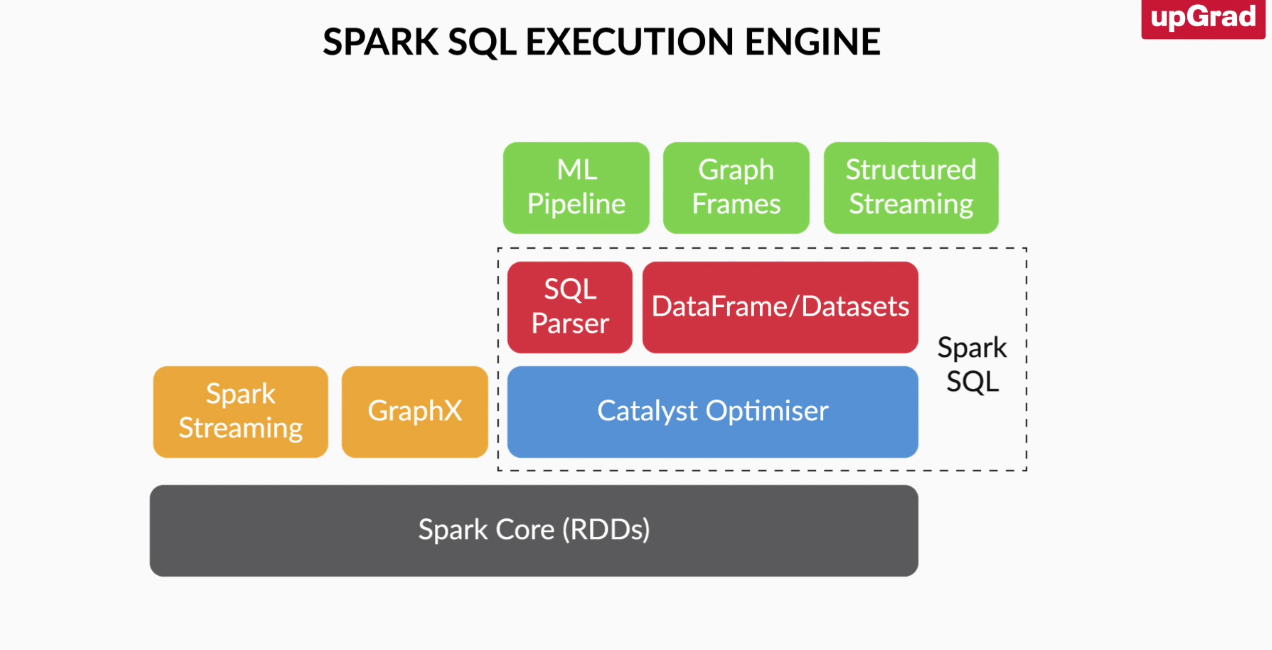 upGrad
SPARK SQL EXECUTION ENGINE
ML
Pipeline
Graph
Frames
Structured
Streaming
SQL
Parser
DataFrame/Datasets
Spark
SQL
Spark
Streaming
GraphX
Catalyst Optimiser
Spark Core (RDDs)